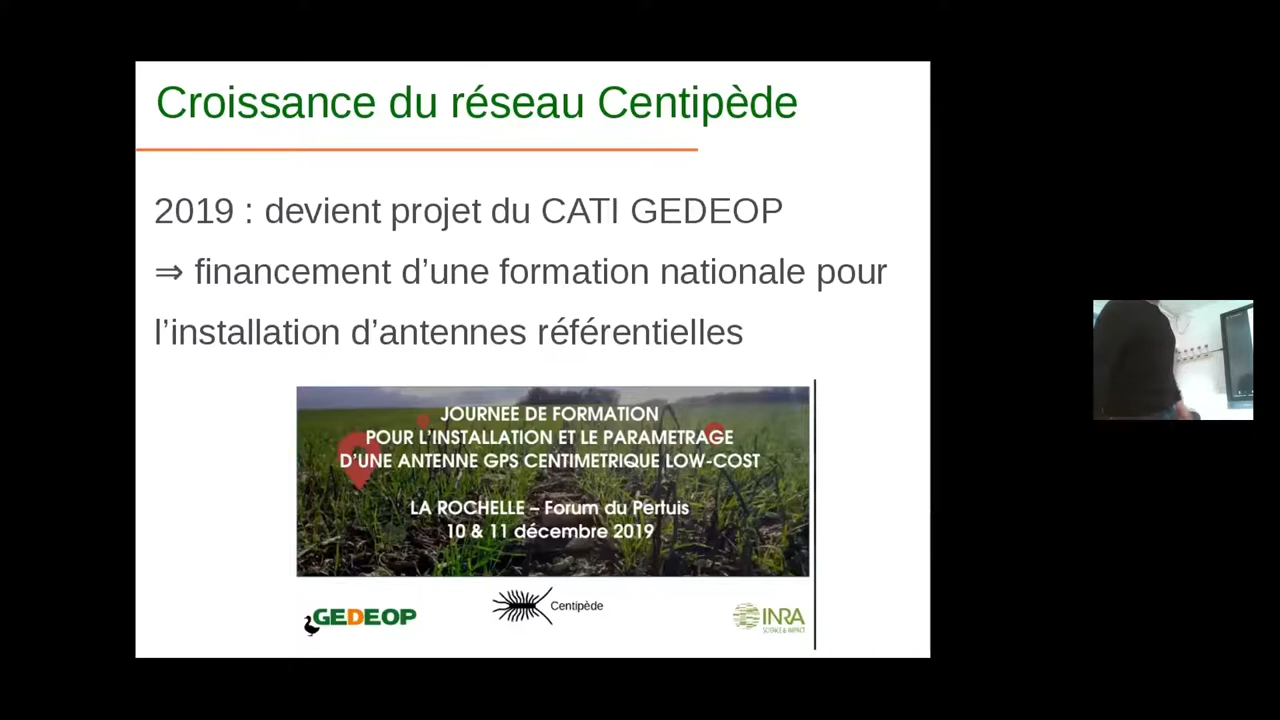 Croissance du réseau Centipède
2019 : devient projet du CATI GEDEOP
⇒ financement d’une formation nationale pour
l’installation d’antennes référentielles
JOURNEE DE FORMATION
POUR L’INSTALLATION ET LE PARAMETRAGE
D’UNE ANTENNE GPS CENTIMETRIQUE LOW-COST
LA ROCHELLE – Forum du Pertuis
10 & 11 décembre 2019
GEDEOP
Centipède
INRA
SCIENCE & IMPACT